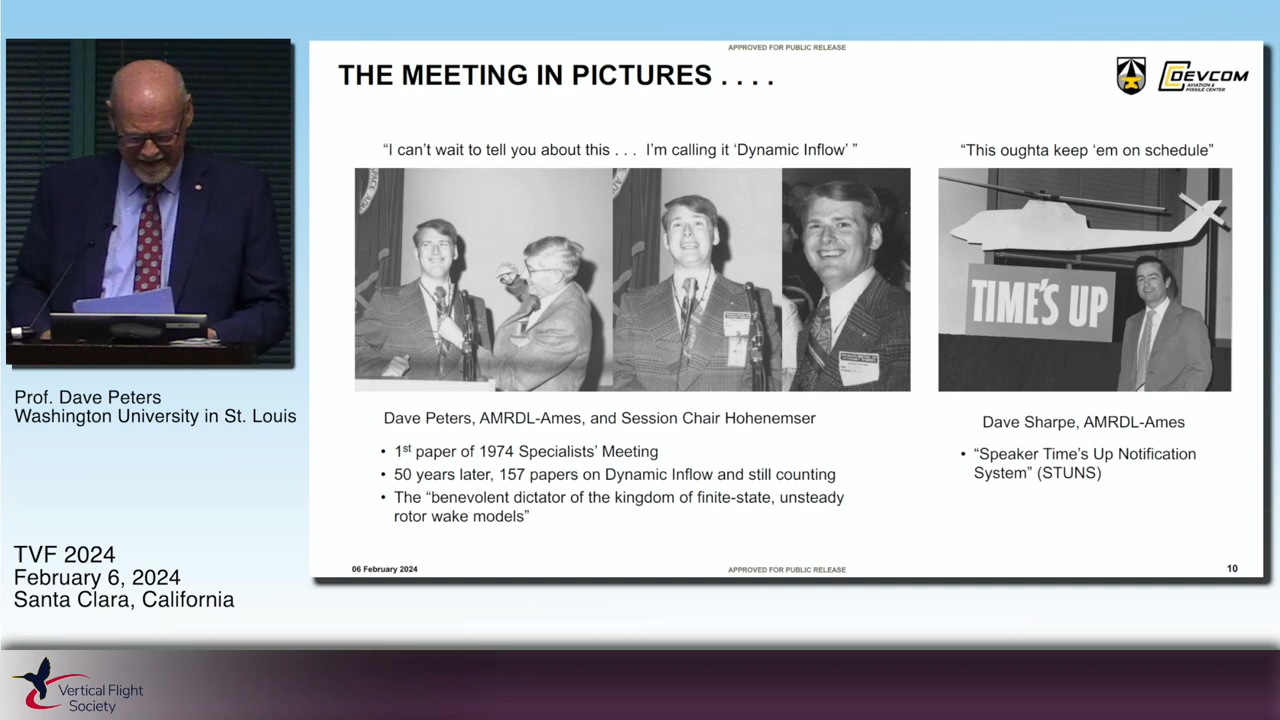 APPROVED FOR PUBLIC RELEASE
THE MEETING IN PICTURES . . . .
DEVCOM
AVIATION &
MISSILE CENTER
“I can’t wait to tell you about this . . . I’m calling it ‘Dynamic Inflow’ ”
“This oughta keep ‘em on schedule”
TIME'S UP
Dave Peters, AMRDL-Ames, and Session Chair Hohenemser
• 1st paper of 1974 Specialists’ Meeting
• 50 years later, 157 papers on Dynamic Inflow and still counting
• The “benevolent dictator of the kingdom of finite-state, unsteady
rotor wake models”
Dave Sharpe, AMRDL-Ames
• “Speaker Time’s Up Notification
System” (STUNS)
06 February 2024
APPROVED FOR PUBLIC RELEASE
10
Prof. Dave Peters
Washington University in St. Louis
TVF 2024
February 6, 2024
Santa Clara, California
Vertical Flight
Society